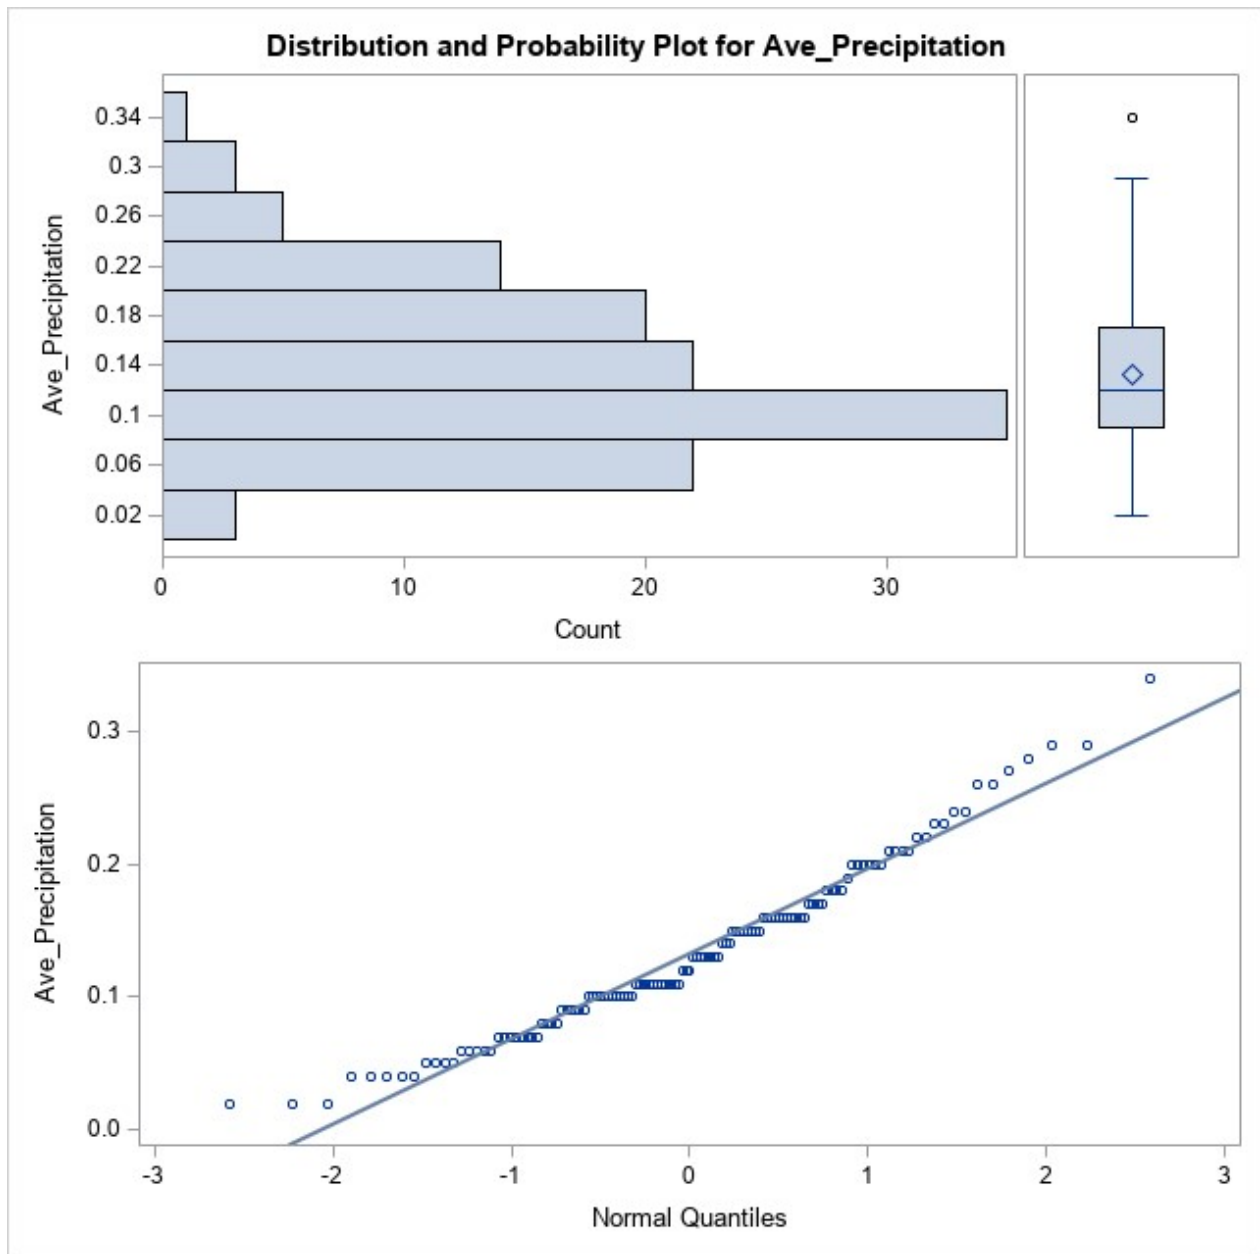 Distribution and Probability Plot for Ave_Precipitation
Ave_Precipitation
0.34
0.3
0.26
0.22
0.18
0.14
0.1
0.06
0.02
0 10 20 30
Count
Ave_Precipitation
0.3
0.2
0.1
0.0
-3 -2 -1 0 1 2 3
Normal Quantiles